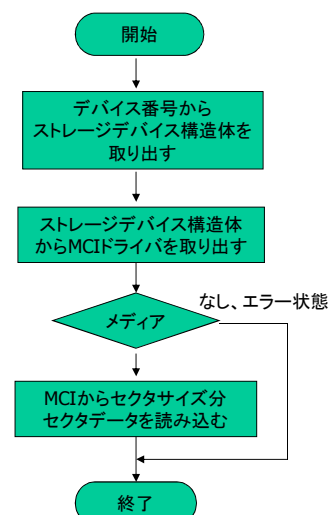 開始
デバイス番号から
ストレージデバイス構造体を
取り出す
ストレージデバイス構造体
からMCIドライバを取り出す
なし、エラー状態
メディア
MCIからセクタサイズ分
セクタデータを読み込む
終了